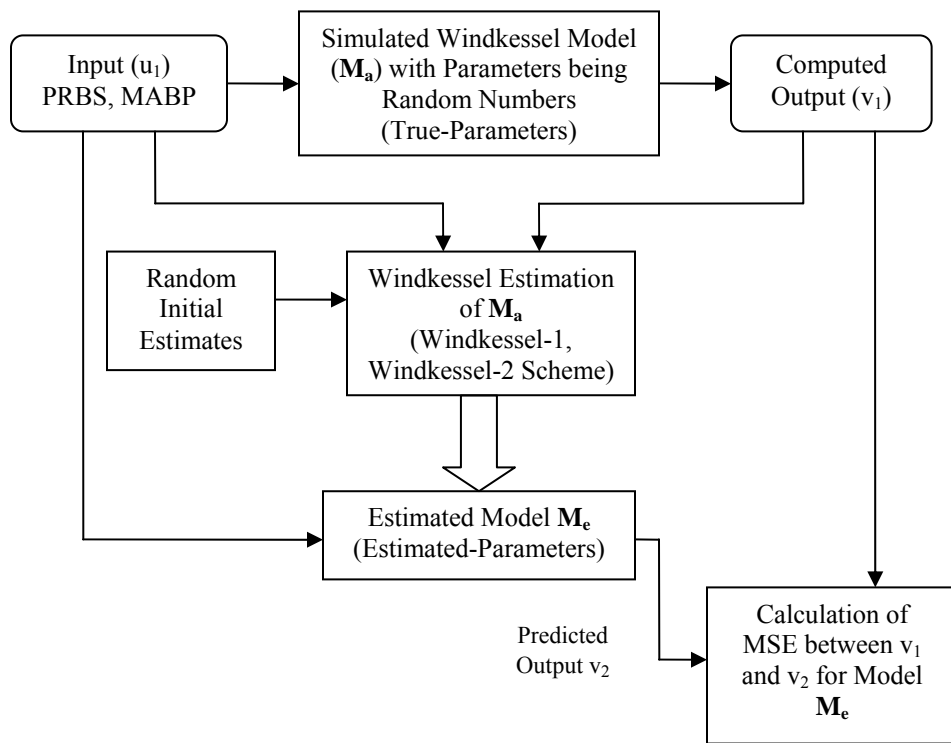 Input (u₁)
PRBS, MABP
Simulated Windkessel Model
(Mₐ) with Parameters being
Random Numbers
(True-Parameters)
Computed
Output (v₁)
Random
Initial
Estimates
Windkessel Estimation
of Mₐ
(Windkessel-1,
Windkessel-2 Scheme)
Estimated Model Mₑ
(Estimated-Parameters)
Predicted
Output v₂
Calculation of
MSE between v₁
and v₂ for Model
Mₑ